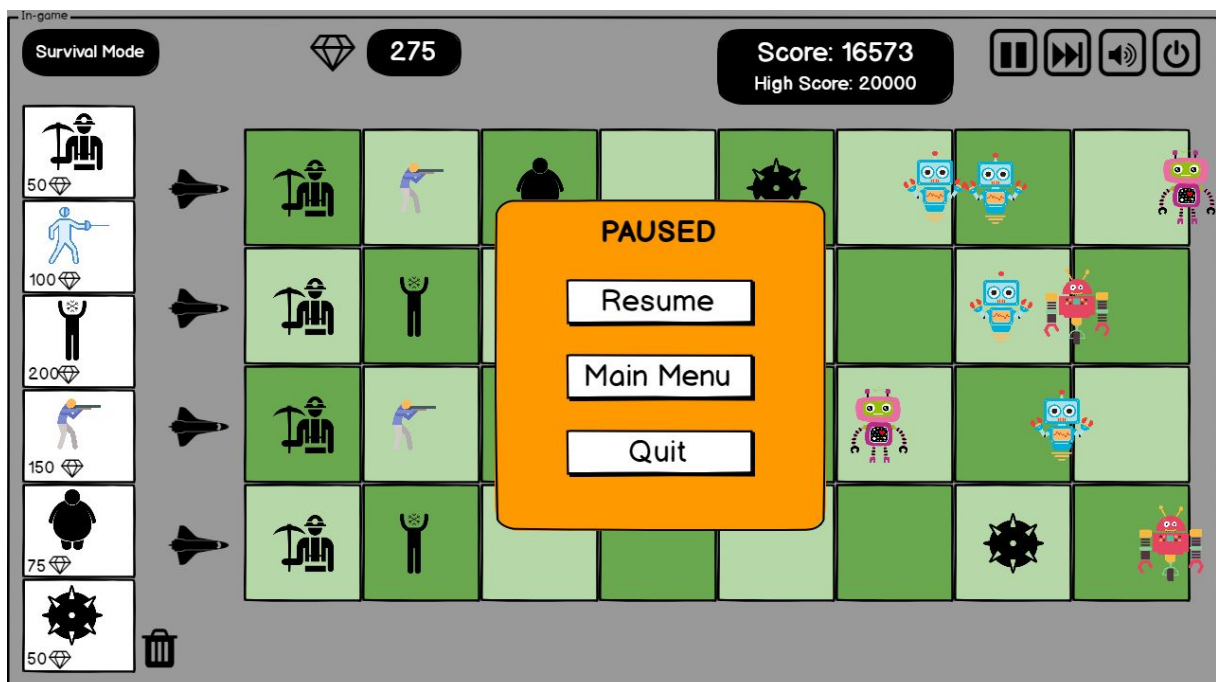 In-game
Survival Mode
275
Score: 16573
High Score: 20000
50
100
200
150
75
50
PAUSED
Resume
Main Menu
Quit